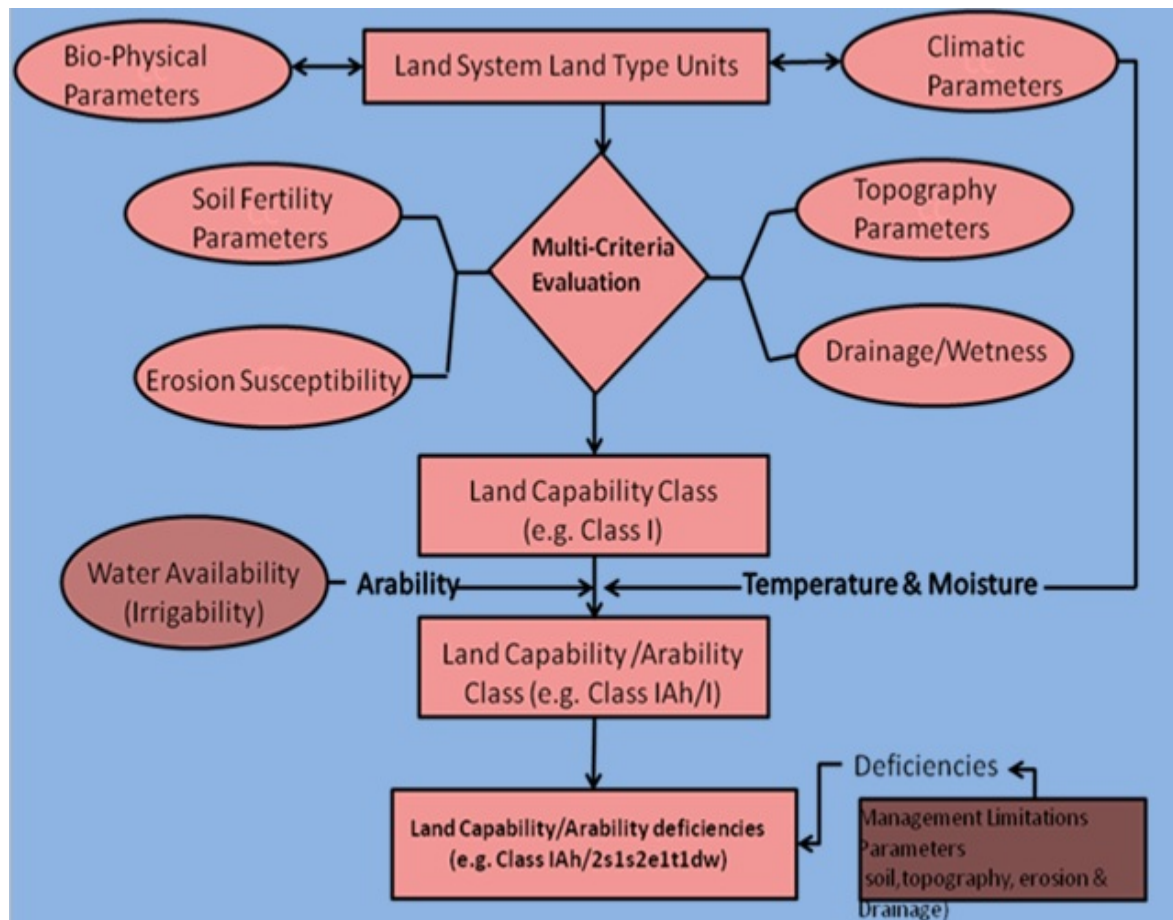 Bio-Physical
Parameters
Land System Land Type Units
Climatic
Parameters
Soil Fertility
Parameters
Topography
Parameters
Multi-Criteria
Evaluation
Erosion Susceptibility
Drainage/Wetness
Land Capability Class
(e.g. Class I)
Water Availability
(Irrigability)
Arability
Temperature & Moisture
Land Capability /Arability
Class (e.g. Class IAh/I)
Deficiencies
Land Capability/Arability deficiencies
(e.g. Class IAh/2s1s2e1t1dw)
Management Limitations
Parameters
soil,topography, erosion &
Drainage)